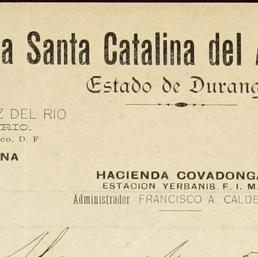 a Santa Catalina del A
Estado de Durang
Z DEL RIO
RIO.
co, D. F.
NA
HACIENDA COVADONGA
ESTACION YERBANIS. F. I. M.
Administrador FRANCISCO A. CALDE